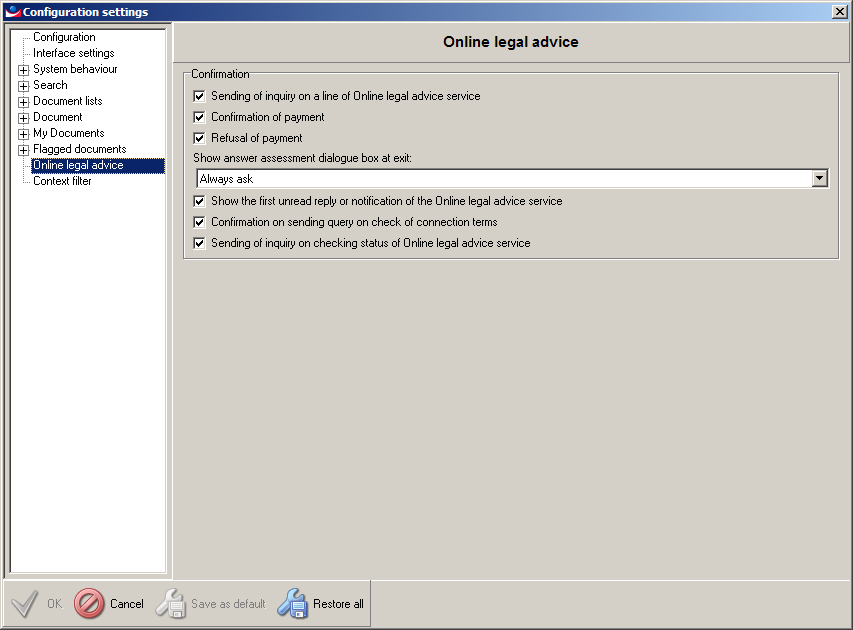 Configuration settings
Configuration
Interface settings
System behaviour
Search
Document lists
Document
My Documents
Flagged documents
Online legal advice
Context filter
Online legal advice
Confirmation
Sending of inquiry on a line of Online legal advice service
Confirmation of payment
Refusal of payment
Show answer assessment dialogue box at exit:
Always ask
Show the first unread reply or notification of the Online legal advice service
Confirmation on sending query on check of connection terms
Sending of inquiry on checking status of Online legal advice service
OK Cancel Save as default Restore all